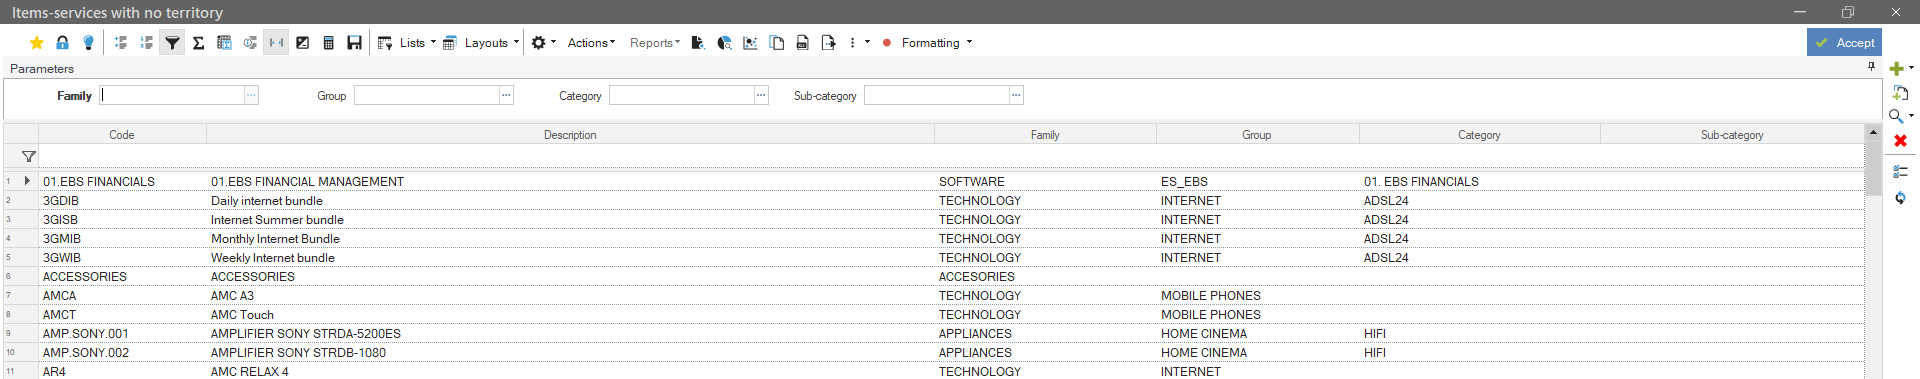 Items-services with no territory
Lists Layouts Actions Reports Formatting Accept
Parameters
Family Group Category Sub-category
Code Description Family Group Category Sub-category
1 01.EBS FINANCIALS 01.EBS FINANCIAL MANAGEMENT SOFTWARE ES_EBS 01. EBS FINANCIALS
2 3GDIB Daily internet bundle TECHNOLOGY INTERNET ADSL24
3 3GISB Internet Summer bundle TECHNOLOGY INTERNET ADSL24
4 3GMIB Monthly Internet Bundle TECHNOLOGY INTERNET ADSL24
5 3GWIB Weekly Internet bundle TECHNOLOGY INTERNET ADSL24
6 ACCESSORIES ACCESSORIES ACCESORIES
7 AMCA AMC A3 TECHNOLOGY MOBILE PHONES
8 AMCT AMC Touch TECHNOLOGY MOBILE PHONES
9 AMP.SONY.001 AMPLIFIER SONY STRDA-5200ES APPLIANCES HOME CINEMA HIFI
10 AMP.SONY.002 AMPLIFIER SONY STRDB-1080 APPLIANCES HOME CINEMA HIFI
11 AR4 AMC RELAX 4 TECHNOLOGY INTERNET